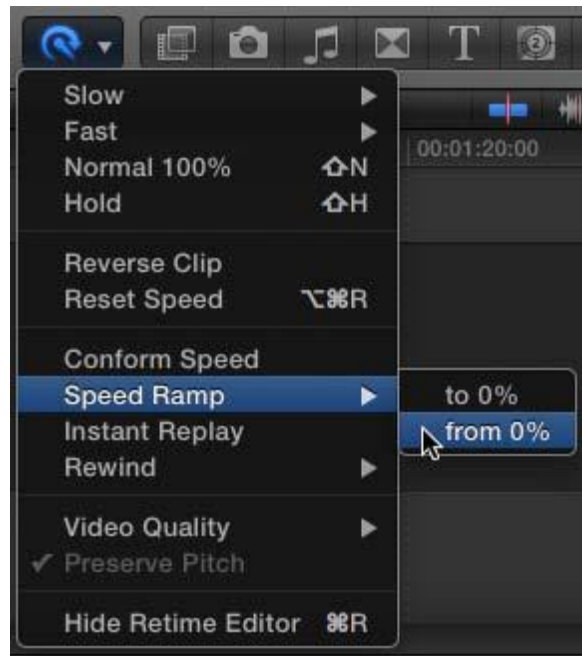 T 2
00:01:20:00
Slow
Fast
Normal 100% ⇧N
Hold ⇧H
Reverse Clip
Reset Speed ⌥⌘R
Conform Speed
Speed Ramp
to 0%
from 0%
Instant Replay
Rewind
Video Quality
✓ Preserve Pitch
Hide Retime Editor ⌘R